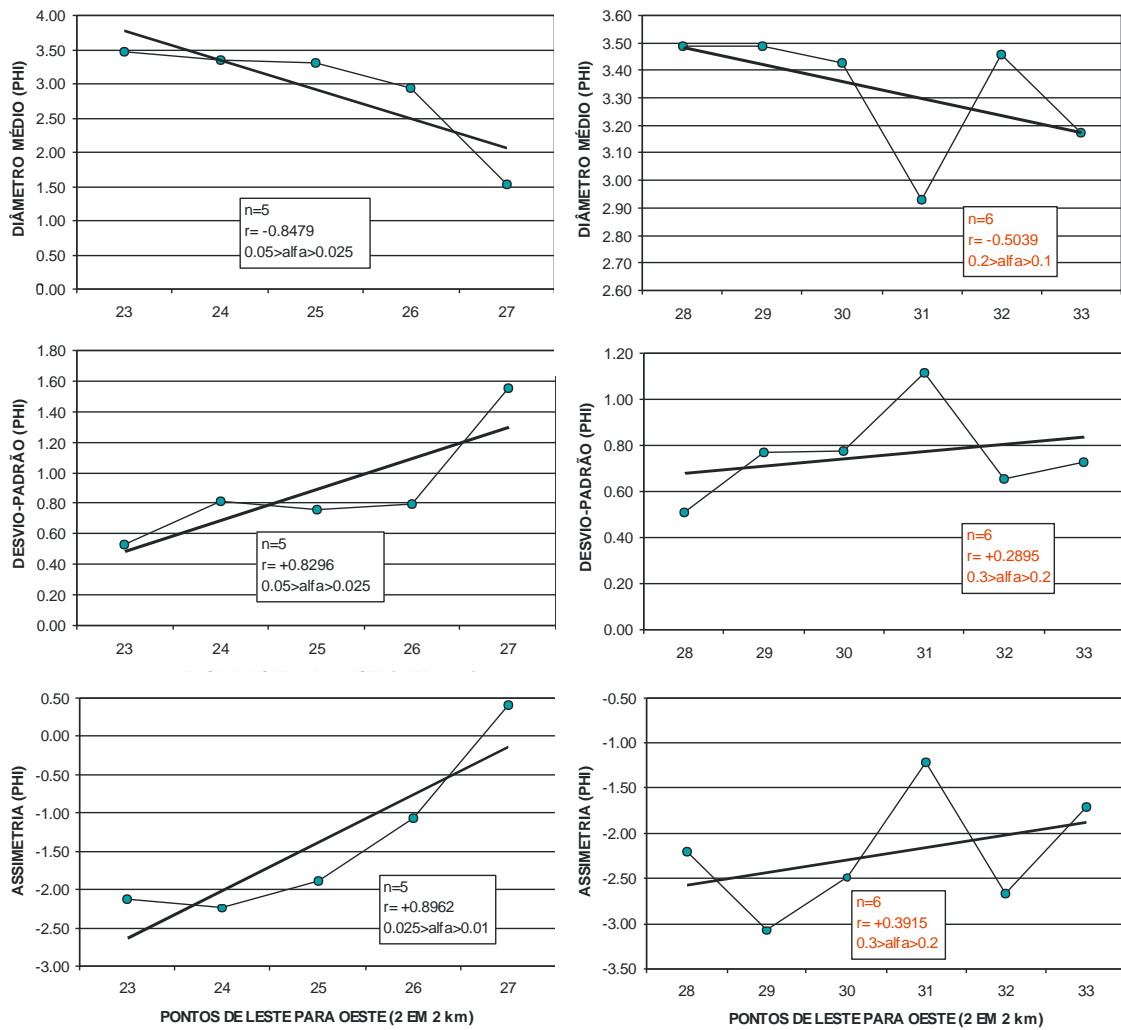 DIÂMETRO MÉDIO (PHI)
4.00
3.50
3.00
2.50
2.00
1.50
1.00
0.50
0.00
n=5
r= -0.8479
0.05>alfa>0.025
23 24 25 26 27
DIÂMETRO MÉDIO (PHI)
3.60
3.50
3.40
3.30
3.20
3.10
3.00
2.90
2.80
2.70
2.60
n=6
r= -0.5039
0.2>alfa>0.1
28 29 30 31 32 33
DESVIO-PADRÃO (PHI)
1.80
1.60
1.40
1.20
1.00
0.80
0.60
0.40
0.20
0.00
n=5
r= +0.8296
0.05>alfa>0.025
23 24 25 26 27
DESVIO-PADRÃO (PHI)
1.20
1.00
0.80
0.60
0.40
0.20
0.00
n=6
r= +0.2895
0.3>alfa>0.2
28 29 30 31 32 33
ASSIMETRIA (PHI)
0.50
0.00
-0.50
-1.00
-1.50
-2.00
-2.50
-3.00
n=5
r= +0.8962
0.025>alfa>0.01
23 24 25 26 27
PONTOS DE LESTE PARA OESTE (2 EM 2 km)
ASSIMETRIA (PHI)
-0.50
-1.00
-1.50
-2.00
-2.50
-3.00
-3.50
n=6
r= +0.3915
0.3>alfa>0.2
28 29 30 31 32 33
PONTOS DE LESTE PARA OESTE (2 EM 2 km)